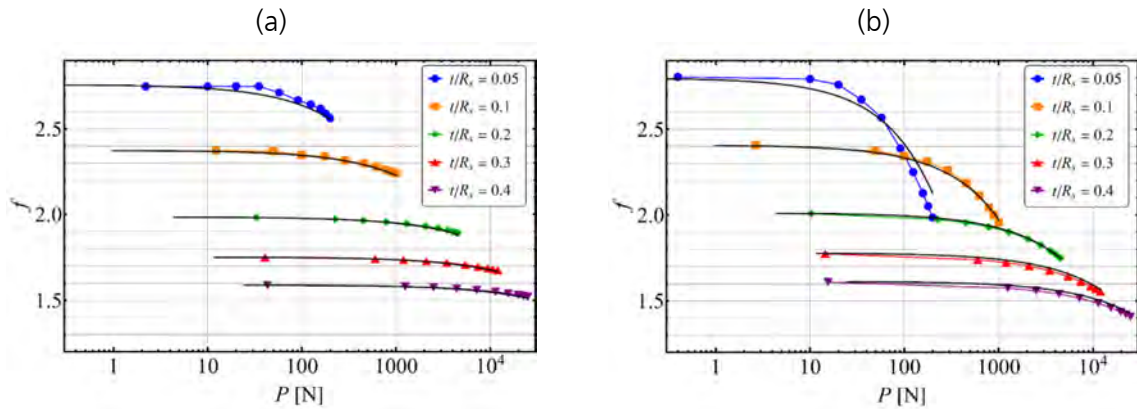 (a)
(b)
t/Rs = 0.05
t/Rs = 0.1
t/Rs = 0.2
t/Rs = 0.3
t/Rs = 0.4
2.5
2.0
1.5
f
1
10
100
1000
10⁴
P [N]
t/Rs = 0.05
t/Rs = 0.1
t/Rs = 0.2
t/Rs = 0.3
t/Rs = 0.4
2.5
2.0
1.5
f
1
10
100
1000
10⁴
P [N]